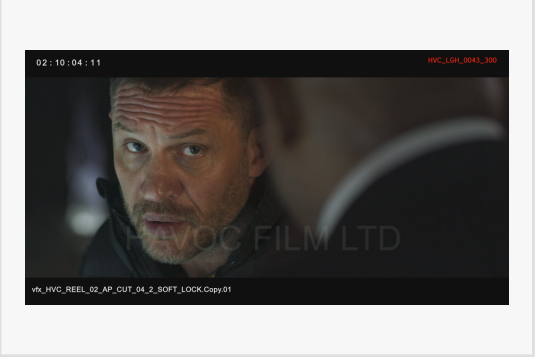 02:10:04:11
HVC_LGH_0043_300
HAVOC FILM LTD
vfx_HVC_REEL_02_AP_CUT_04_2_SOFT_LOCK.Copy.01